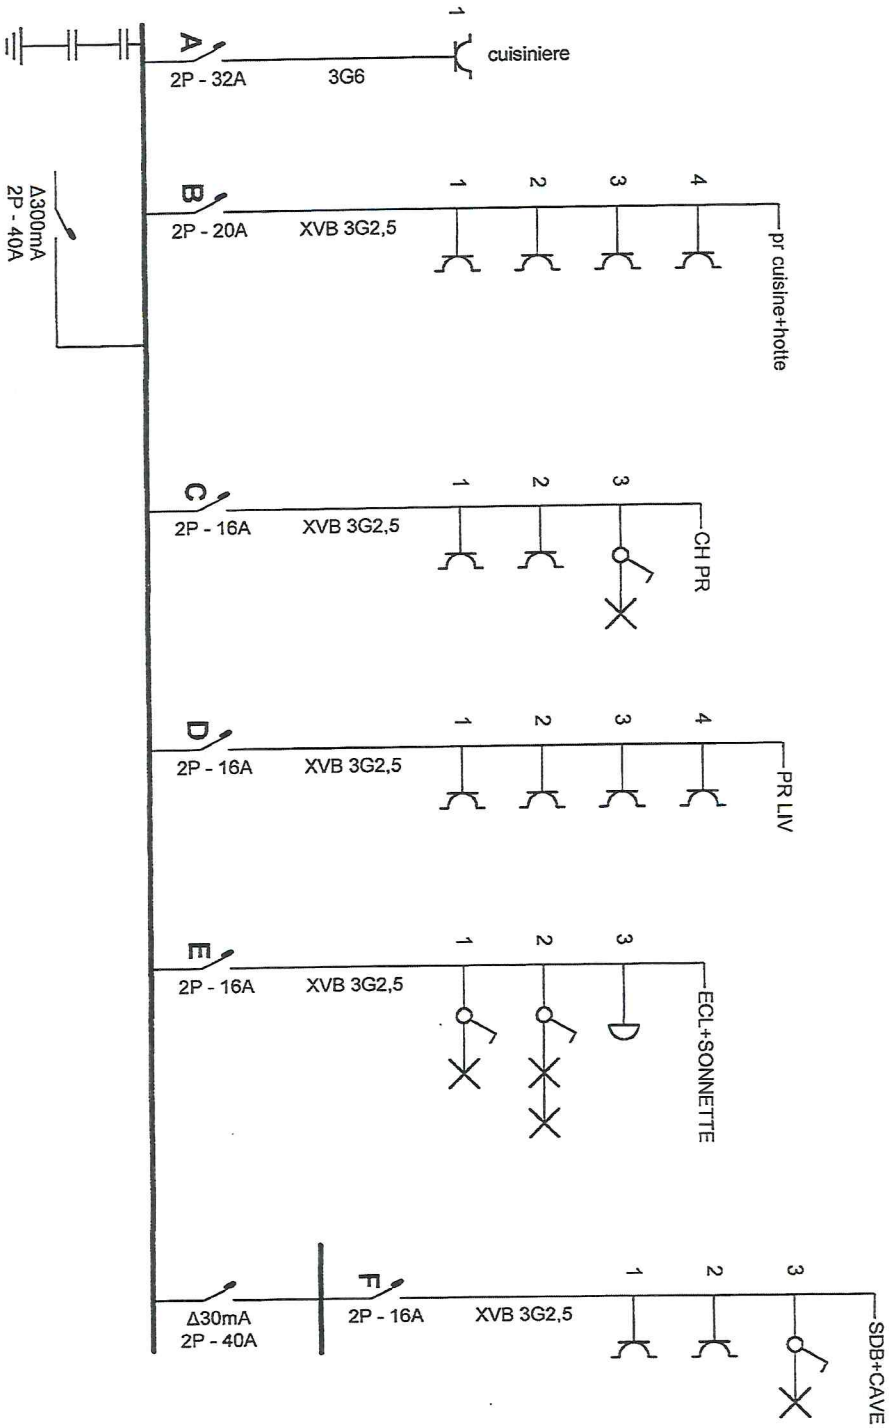 1
cuisiniere
A
2P - 32A
3G6
Δ300mA
2P - 40A
B
2P - 20A
XVB 3G2,5
1
2
3
4
pr cuisine+hotte
C
2P - 16A
XVB 3G2,5
1
2
3
CH PR
D
2P - 16A
XVB 3G2,5
1
2
3
4
PR LIV
E
2P - 16A
XVB 3G2,5
1
2
3
ECL+SONNETTE
Δ30mA
2P - 40A
F
2P - 16A
XVB 3G2,5
1
2
3
SDB+CAVE